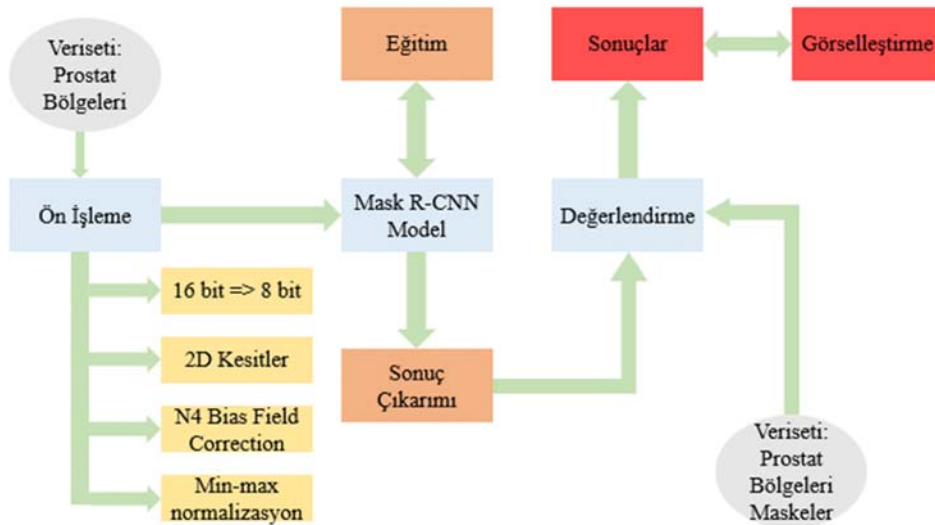 Veriseti:
Prostat
Bölgeleri
Eğitim
Sonuçlar
Görselleştirme
Ön İşleme
Mask R-CNN
Model
Değerlendirme
16 bit => 8 bit
2D Kesitler
N4 Bias Field
Correction
Min-max
normalizasyon
Sonuç
Çıkarımı
Veriseti:
Prostat
Bölgeleri
Maskeler